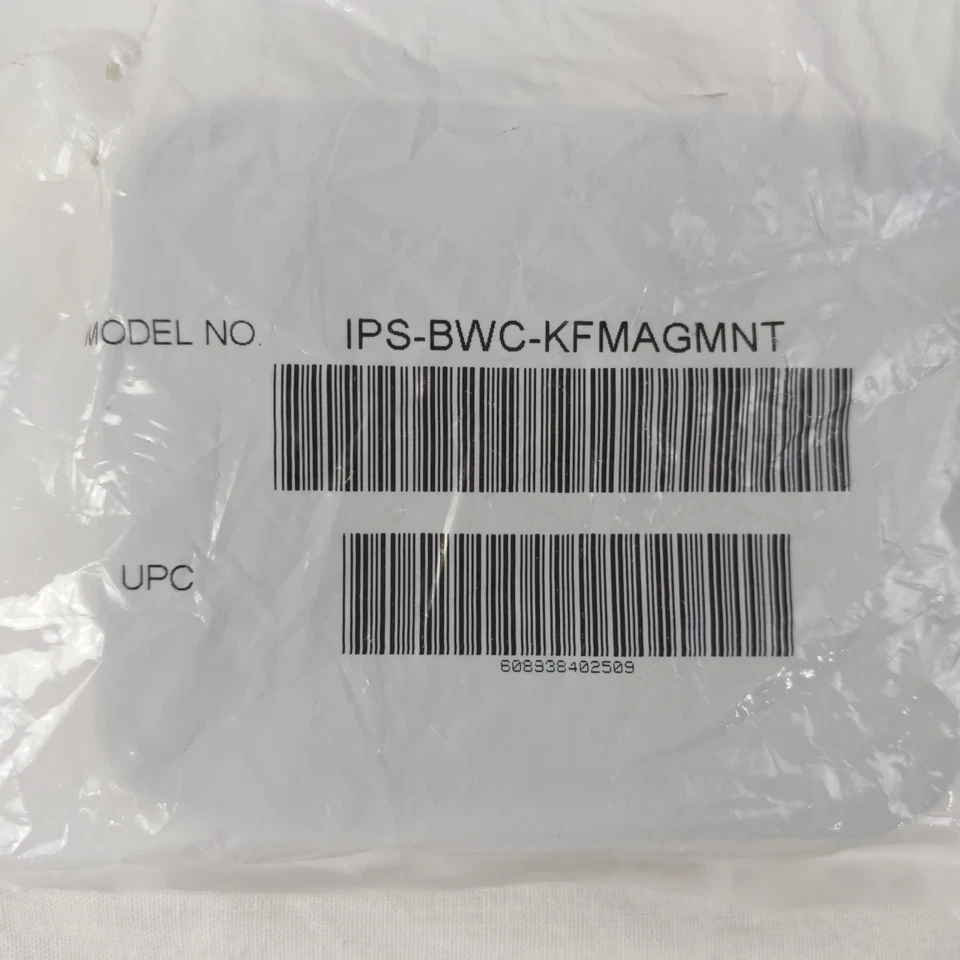 MODEL NO. IPS-BWC-KFMAGMNT
UPC
608938402509